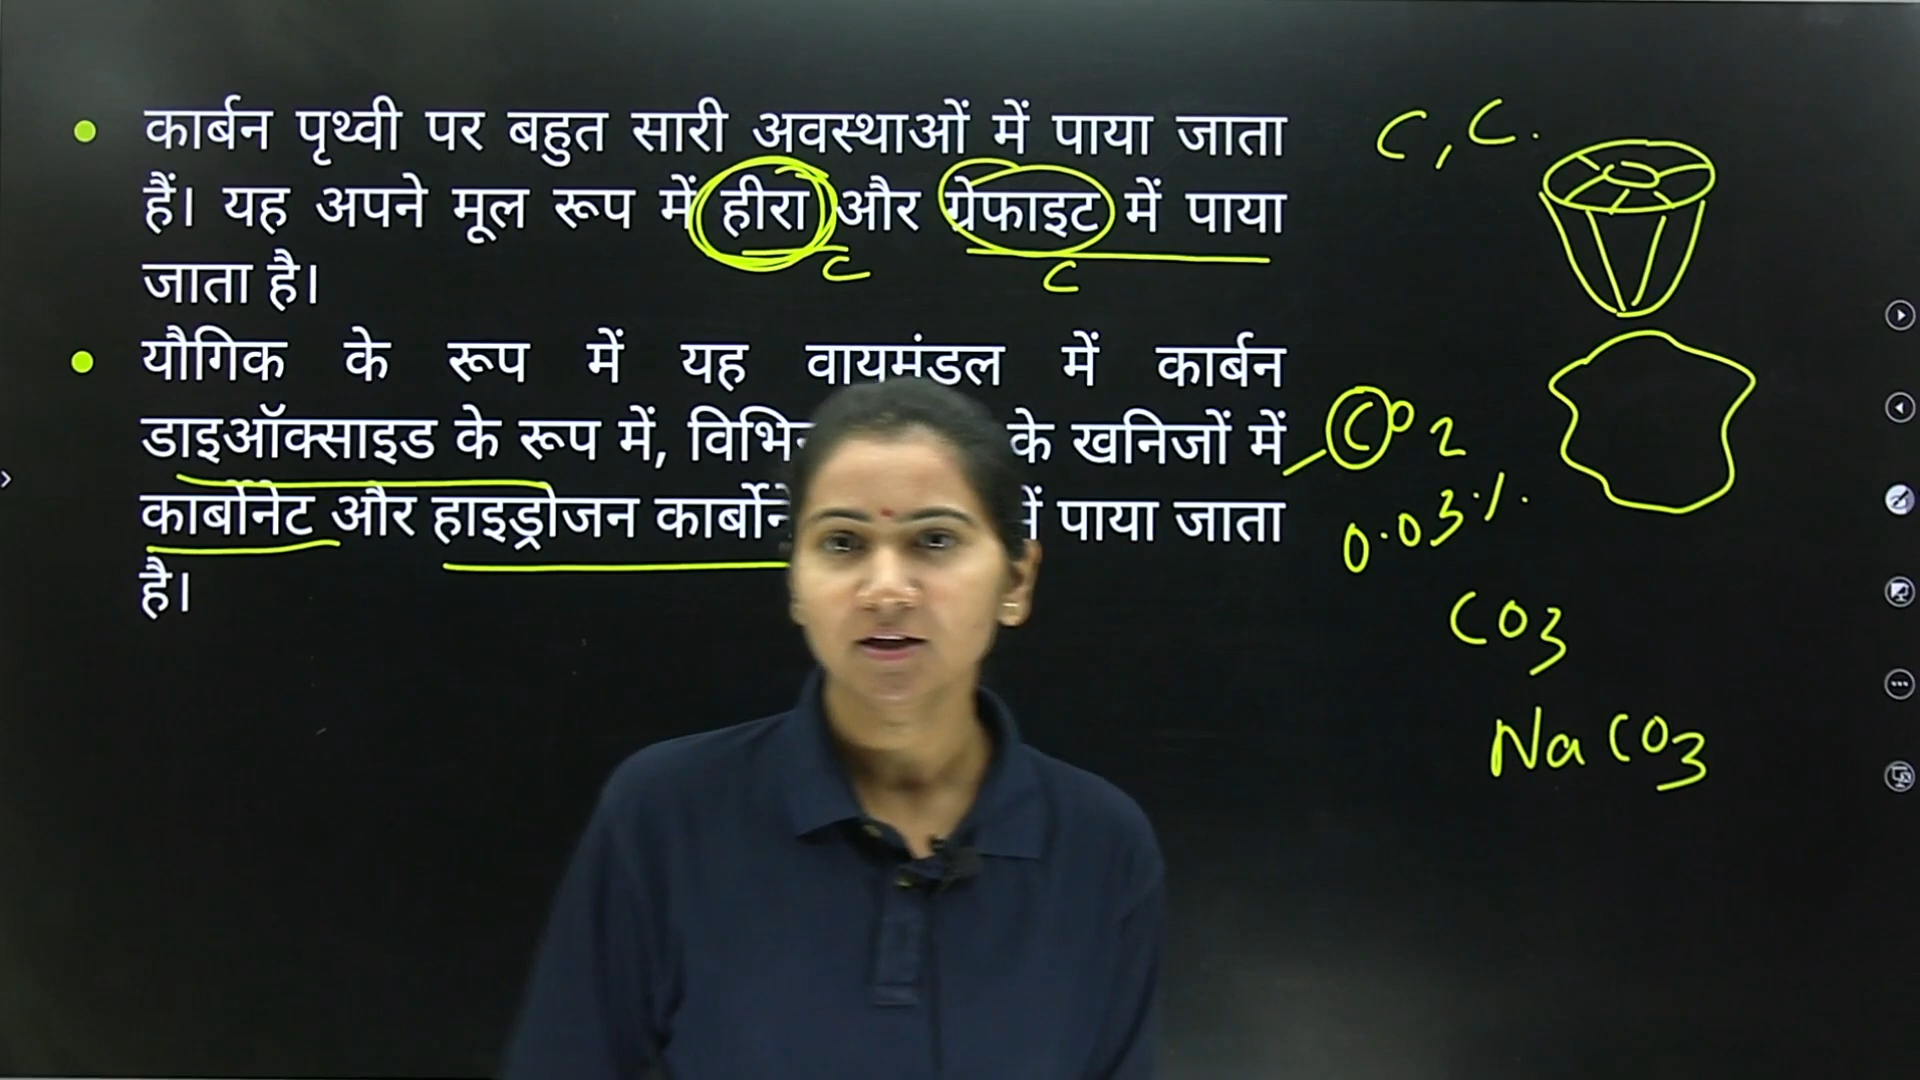 कार्बन पृथ्वी पर बहुत सारी अवस्थाओं में पाया जाता
हैं। यह अपने मूल रूप में हीरा और ग्रेफाइट में पाया
जाता है।
यौगिक के रूप में यह वायमंडल में कार्बन
डाइऑक्साइड के रूप में, के खनिजों में
कार्बोनेट और हाइड्रोजन पाया जाता
है।
C, C.
C
C
CO2
0.03%.
CO3
NaCO3